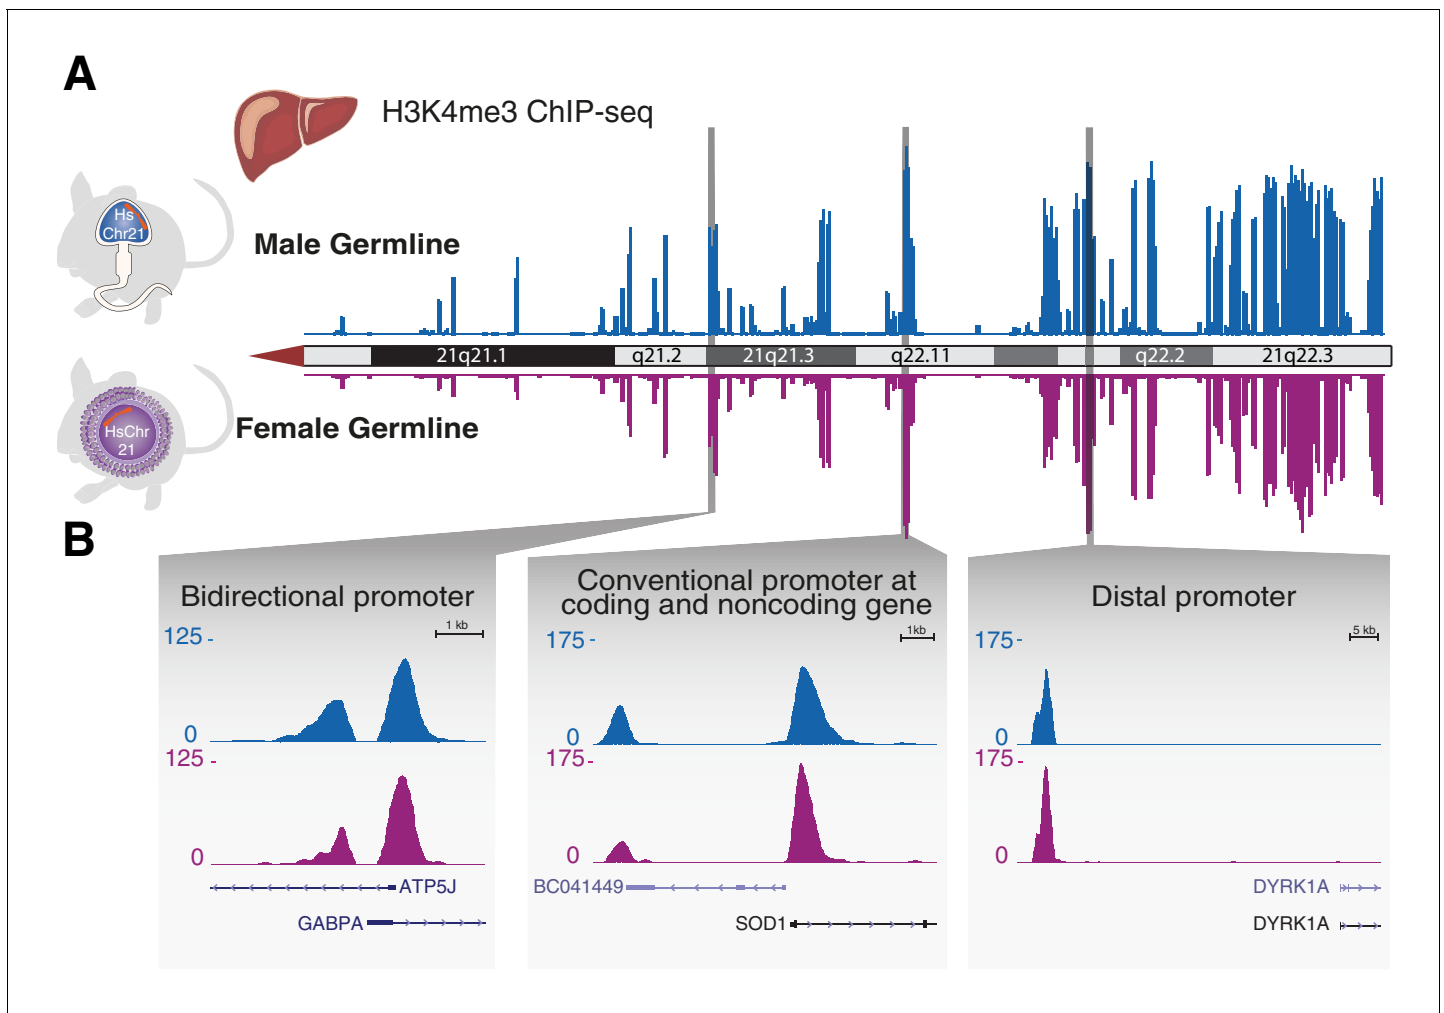 A
H3K4me3 ChIP-seq
Hs
Chr21
Male Germline
21q21.1
q21.2
21q21.3
q22.11
q22.2
21q22.3
HsChr
21
Female Germline
B
Bidirectional promoter
1 kb
125
0
125
0
ATP5J
GABPA
Conventional promoter at
coding and noncoding gene
1kb
175
0
175
0
BC041449
SOD1
Distal promoter
5 kb
175
0
175
0
DYRK1A
DYRK1A